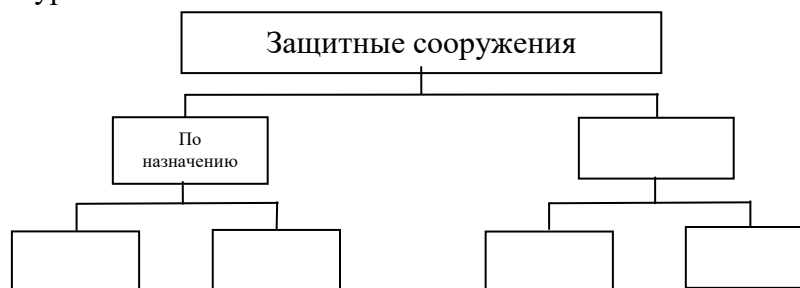 Защитные сооружения
По
назначению